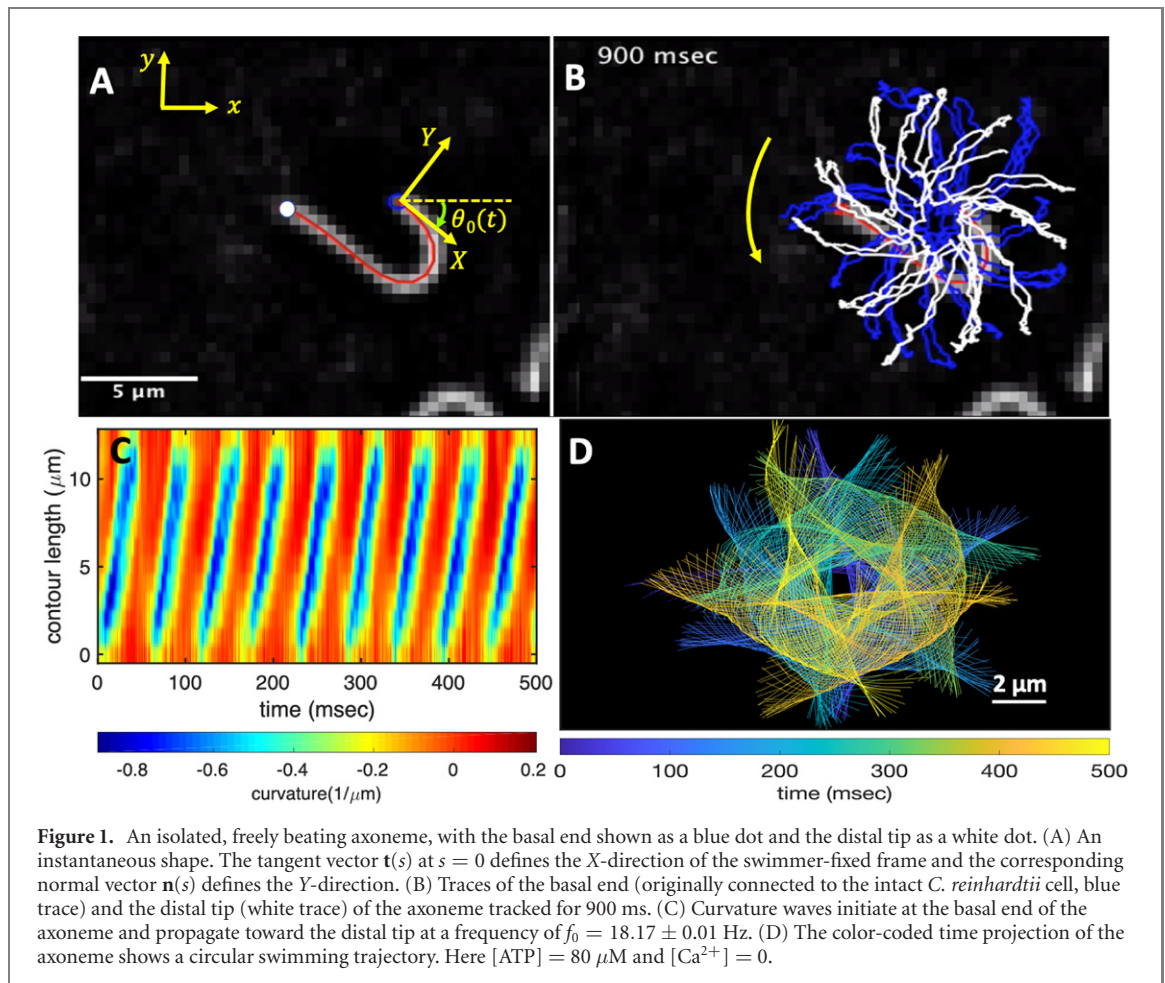 A
y
x
Y
θ₀(t)
X
5 μm
B
900 msec
C
contour length (μm)
10
5
0
0 100 200 300 400 500
time (msec)
-0.8 -0.6 -0.4 -0.2 0 0.2
curvature(1/μm)
D
2 μm
0 100 200 300 400 500
time (msec)
Figure 1. An isolated, freely beating axoneme, with the basal end shown as a blue dot and the distal tip as a white dot. (A) An
instantaneous shape. The tangent vector t(s) at s = 0 defines the X-direction of the swimmer-fixed frame and the corresponding
normal vector n(s) defines the Y-direction. (B) Traces of the basal end (originally connected to the intact C. reinhardtii cell, blue
trace) and the distal tip (white trace) of the axoneme tracked for 900 ms. (C) Curvature waves initiate at the basal end of the
axoneme and propagate toward the distal tip at a frequency of f₀ = 18.17 ± 0.01 Hz. (D) The color-coded time projection of the
axoneme shows a circular swimming trajectory. Here [ATP] = 80 μM and [Ca²⁺] = 0.